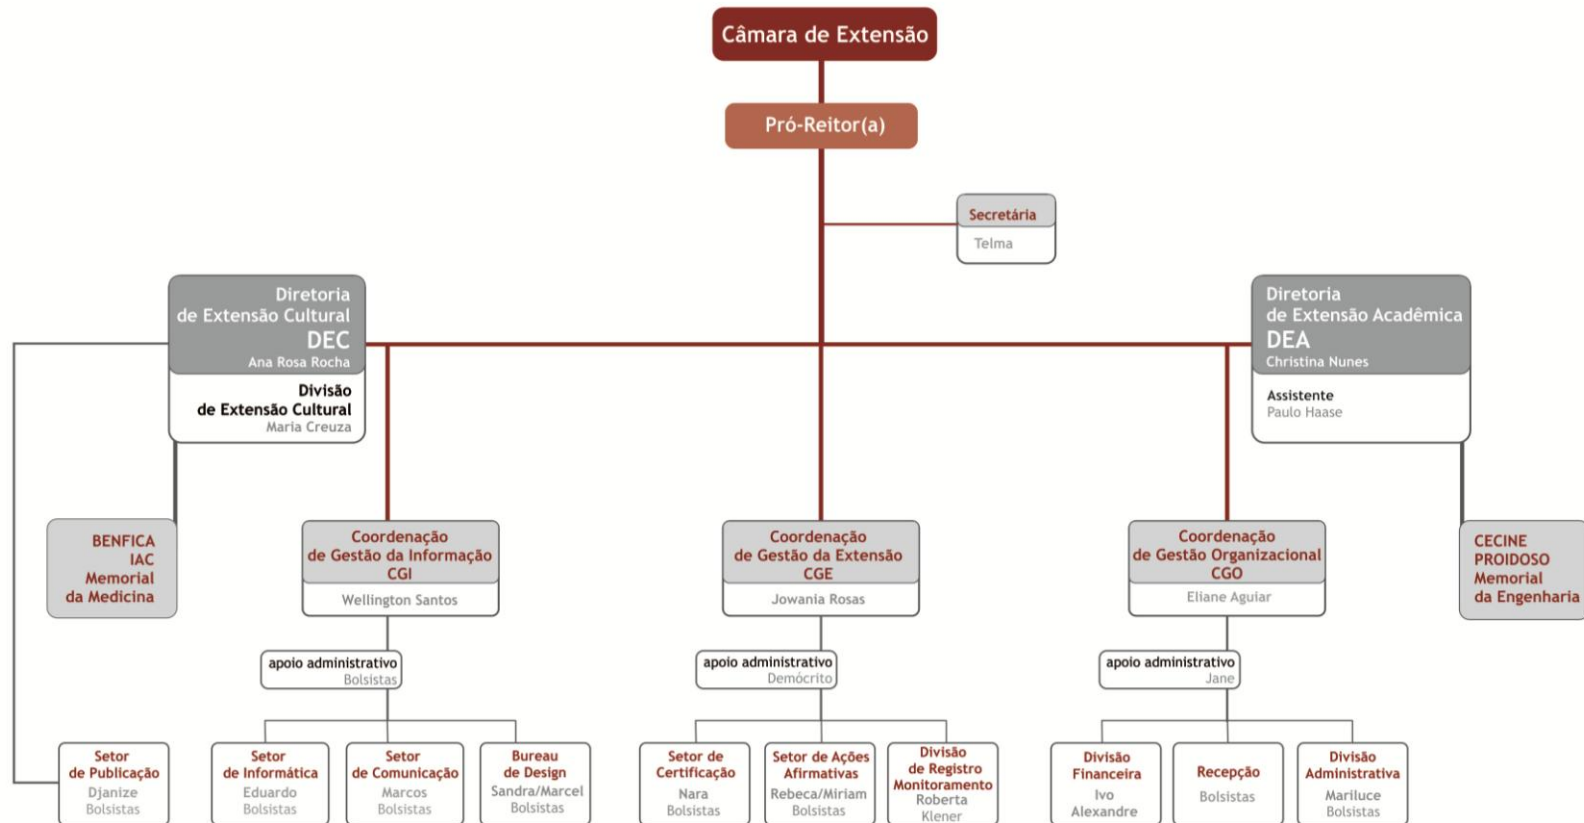 Câmara de Extensão
Pró-Reitor(a)
Secretária
Telma
Diretoria
de Extensão Cultural
DEC
Ana Rosa Rocha
Divisão
de Extensão Cultural
Maria Creuza
Diretoria
de Extensão Acadêmica
DEA
Christina Nunes
Assistente
Paulo Haase
BENFICA
IAC
Memorial
da Medicina
Coordenação
de Gestão da Informação
CGI
Wellington Santos
Coordenação
de Gestão da Extensão
CGE
Jowania Rosas
Coordenação
de Gestão Organizacional
CGO
Eliane Aguiar
CECINE
PROIDOSO
Memorial
da Engenharia
apoio administrativo
Bolsistas
apoio administrativo
Demócrito
apoio administrativo
Jane
Setor
de Publicação
Djanize
Bolsistas
Setor
de Informática
Eduardo
Bolsistas
Setor
de Comunicação
Marcos
Bolsistas
Bureau
de Design
Sandra/Marcel
Bolsistas
Setor de
Certificação
Nara
Bolsistas
Setor de Ações
Afirmativas
Rebeca/Miriam
Bolsistas
Divisão
de Registro
Monitoramento
Roberta
Klener
Divisão
Financeira
Ivo
Alexandre
Recepção
Bolsistas
Divisão
Administrativa
Mariluce
Bolsistas